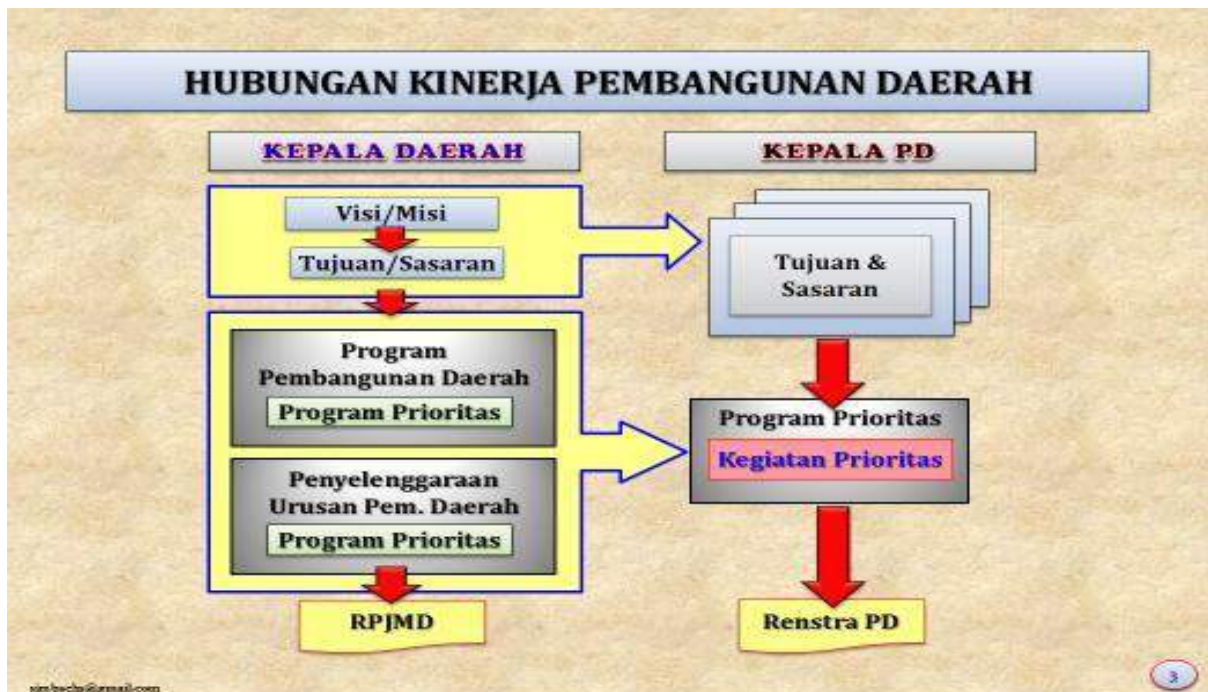 HUBUNGAN KINERJA PEMBANGUNAN DAERAH
KEPALA DAERAH
Visi/Misi
Tujuan/Sasaran
Program
Pembangunan Daerah
Program Prioritas
Penyelenggaraan
Urusan Pem. Daerah
Program Prioritas
RPJMD
KEPALA PD
Tujuan &
Sasaran
Program Prioritas
Kegiatan Prioritas
Renstra PD
3